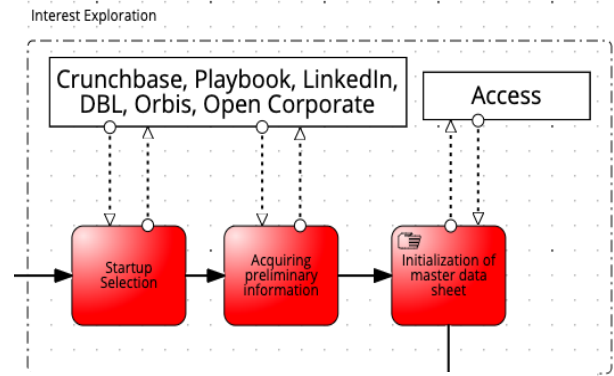 Interest Exploration
Crunchbase, Playbook, LinkedIn,
DBL, Orbis, Open Corporate
Access
Startup
Selection
Acquiring
preliminary
information
Initialization of
master data
sheet